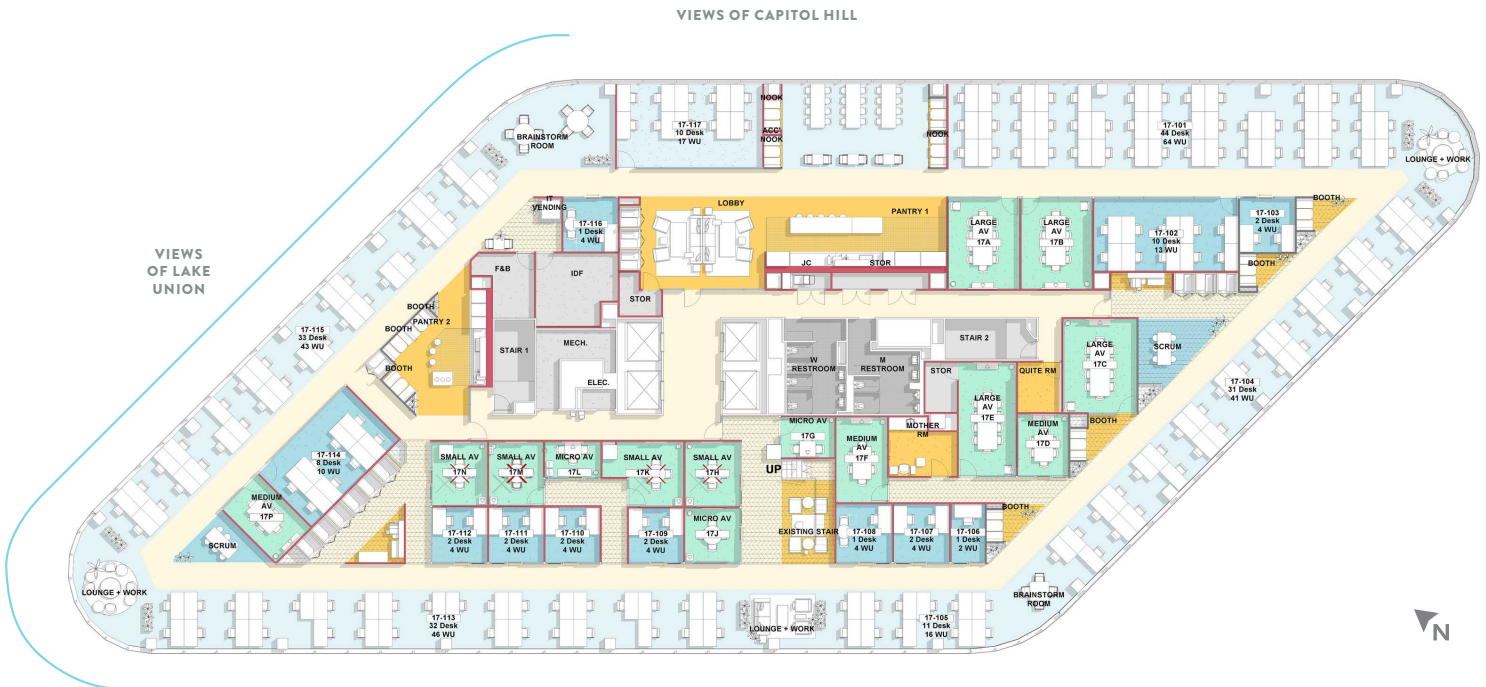 VIEWS OF CAPITOL HILL
VIEWS
OF LAKE
UNION
BRAINSTORM
ROOM
17-117
10 Desk
17 WU
NOOK
ACC'
NOOK
NOOK
17-101
44 Desk
64 WU
LOUNGE + WORK
IT
VENDING
17-116
1 Desk
4 WU
LOBBY
PANTRY 1
LARGE
AV
17A
LARGE
AV
17B
17-102
10 Desk
13 WU
17-103
2 Desk
4 WU
BOOTH
BOOTH
F&B
IDF
STOR
JC
STOR
17-115
33 Desk
43 WU
BOOTH
PANTRY 2
BOOTH
BOOTH
STAIR 1
MECH.
ELEC.
W
RESTROOM
M
RESTROOM
STAIR 2
STOR
LARGE
AV
17E
QUITE RM
LARGE
AV
17C
SCRUM
17-104
31 Desk
41 WU
BOOTH
MEDIUM
AV
17D
MOTHER
RM
MEDIUM
AV
17F
MICRO AV
17G
UP
EXISTING STAIR
17-114
8 Desk
10 WU
MEDIUM
AV
17P
SCRUM
SMALL AV
17N
SMALL AV
17M
MICRO AV
17L
SMALL AV
17K
SMALL AV
17H
MICRO AV
17J
17-112
2 Desk
4 WU
17-111
2 Desk
4 WU
17-110
2 Desk
4 WU
17-109
2 Desk
4 WU
17-108
1 Desk
4 WU
17-107
2 Desk
4 WU
17-106
1 Desk
2 WU
BOOTH
LOUNGE + WORK
17-113
32 Desk
46 WU
LOUNGE + WORK
17-105
11 Desk
16 WU
BRAINSTORM
ROOM
N